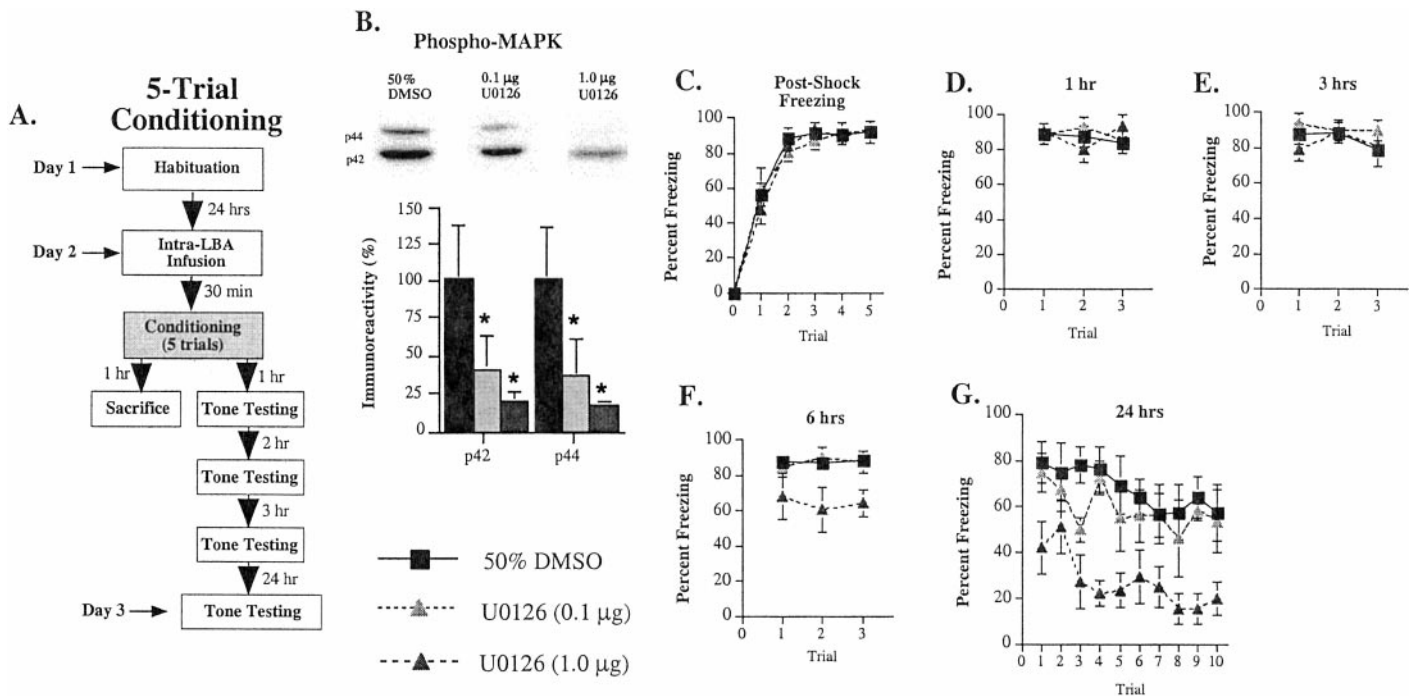 A.
5-Trial
Conditioning
Day 1
Habituation
24 hrs
Day 2
Intra-LBA
Infusion
30 min
Conditioning
(5 trials)
1 hr
1 hr
Sacrifice
Tone Testing
2 hr
Tone Testing
3 hr
Tone Testing
24 hr
Day 3
Tone Testing
B.
Phospho-MAPK
50%
DMSO
0.1 µg
U0126
1.0 µg
U0126
p44
p42
Immunoreactivity (%)
150
125
100
75
50
25
0
*
*
*
*
p42
p44
50% DMSO
U0126 (0.1 µg)
U0126 (1.0 µg)
C.
Post-Shock
Freezing
Percent Freezing
100
80
60
40
20
0
0 1 2 3 4 5
Trial
D.
1 hr
Percent Freezing
100
80
60
40
20
0
0 1 2 3
Trial
E.
3 hrs
Percent Freezing
100
80
60
40
20
0
0 1 2 3
Trial
F.
6 hrs
Percent Freezing
100
80
60
40
20
0
0 1 2 3
Trial
G.
24 hrs
Percent Freezing
100
80
60
40
20
0
0 1 2 3 4 5 6 7 8 9 10
Trial